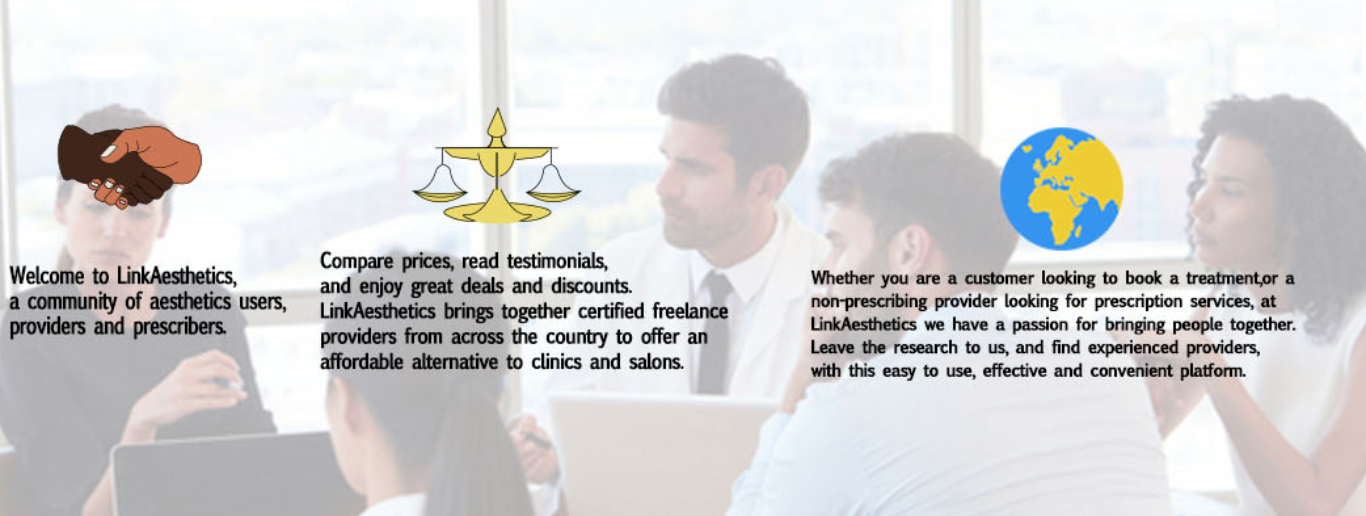 Welcome to LinkAesthetics,
a community of aesthetics users,
providers and prescribers.
Compare prices, read testimonials,
and enjoy great deals and discounts.
LinkAesthetics brings together certified freelance
providers from across the country to offer an
affordable alternative to clinics and salons.
Whether you are a customer looking to book a treatment,or a
non-prescribing provider looking for prescription services, at
LinkAesthetics we have a passion for bringing people together.
Leave the research to us, and find experienced providers,
with this easy to use, effective and convenient platform.